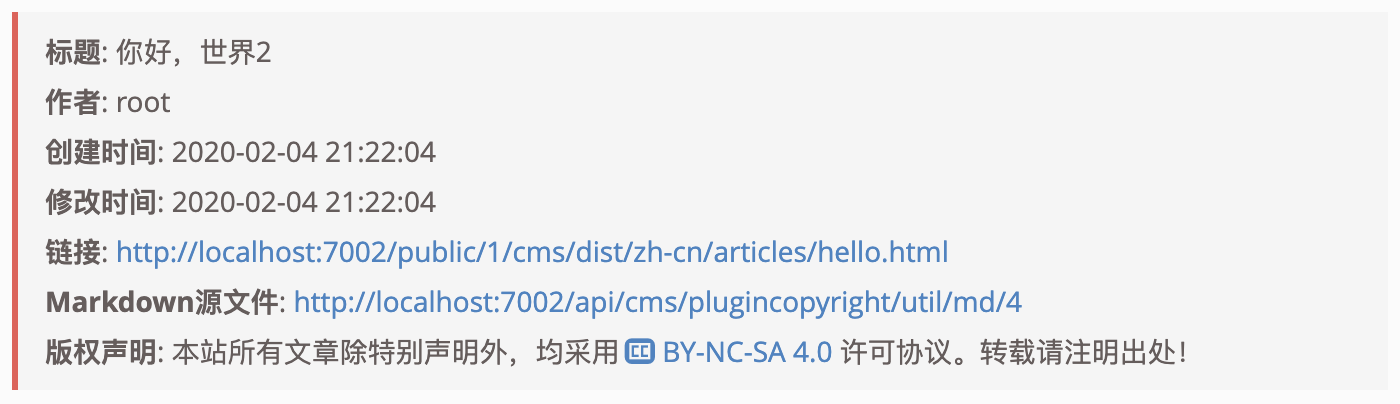 标题: 你好，世界2
作者: root
创建时间: 2020-02-04 21:22:04
修改时间: 2020-02-04 21:22:04
链接: http://localhost:7002/public/1/cms/dist/zh-cn/articles/hello.html
Markdown源文件: http://localhost:7002/api/cms/plugincopyright/util/md/4
版权声明: 本站所有文章除特别声明外，均采用 CC BY-NC-SA 4.0 许可协议。转载请注明出处！